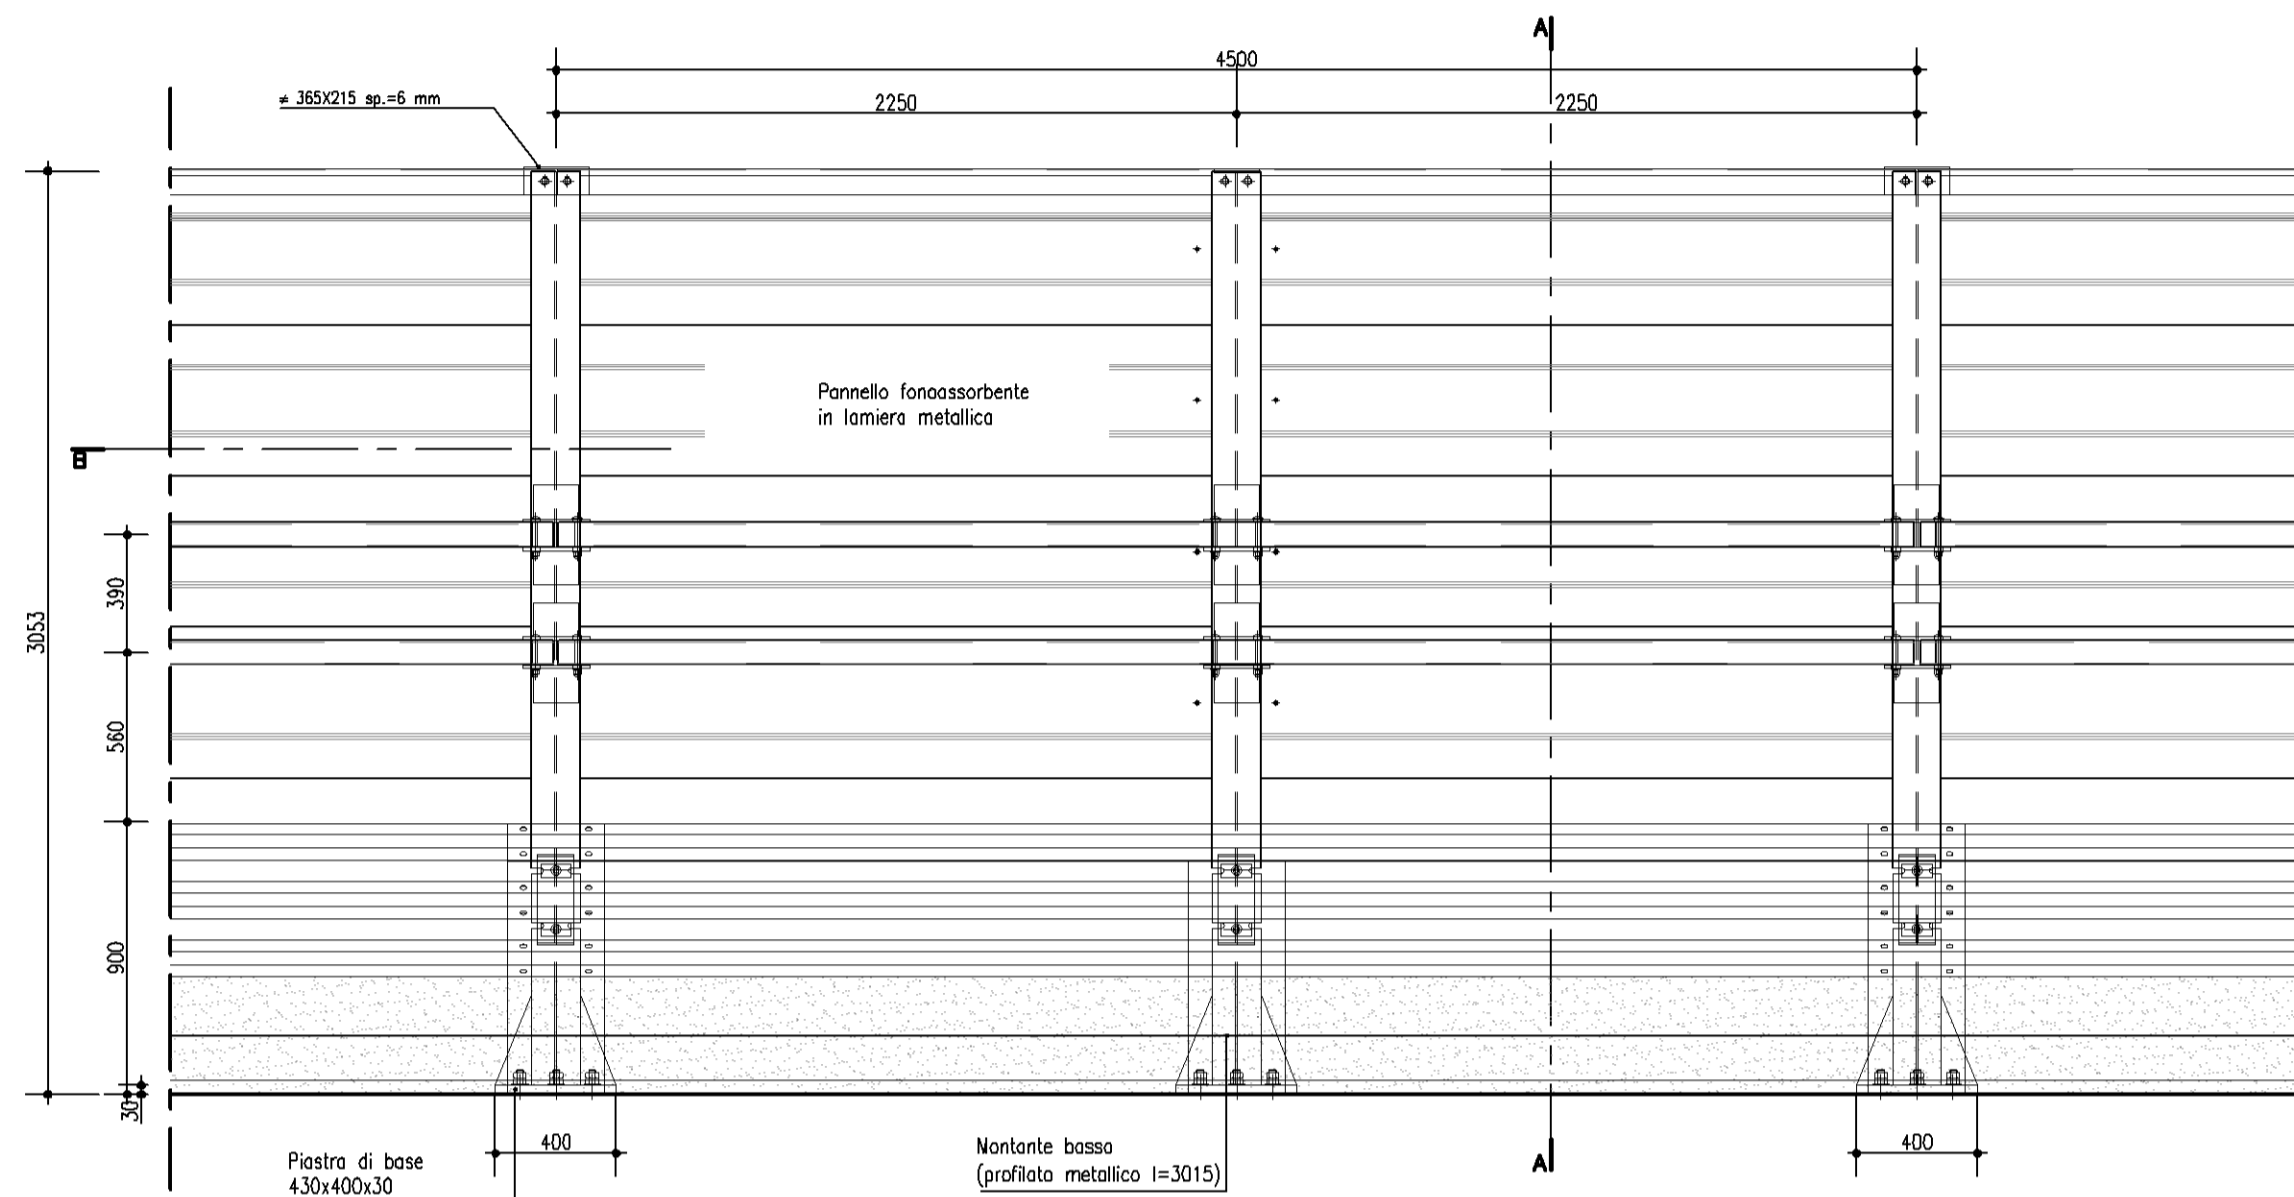 A
4500
≠ 365X215 sp.=6 mm
2250
2250
Pannello fonoassorbente
in lamiera metallica
B
390
3053
560
900
30
400
400
Piastra di base
430x400x30
Montante basso
(profilato metallico l=3015)
A